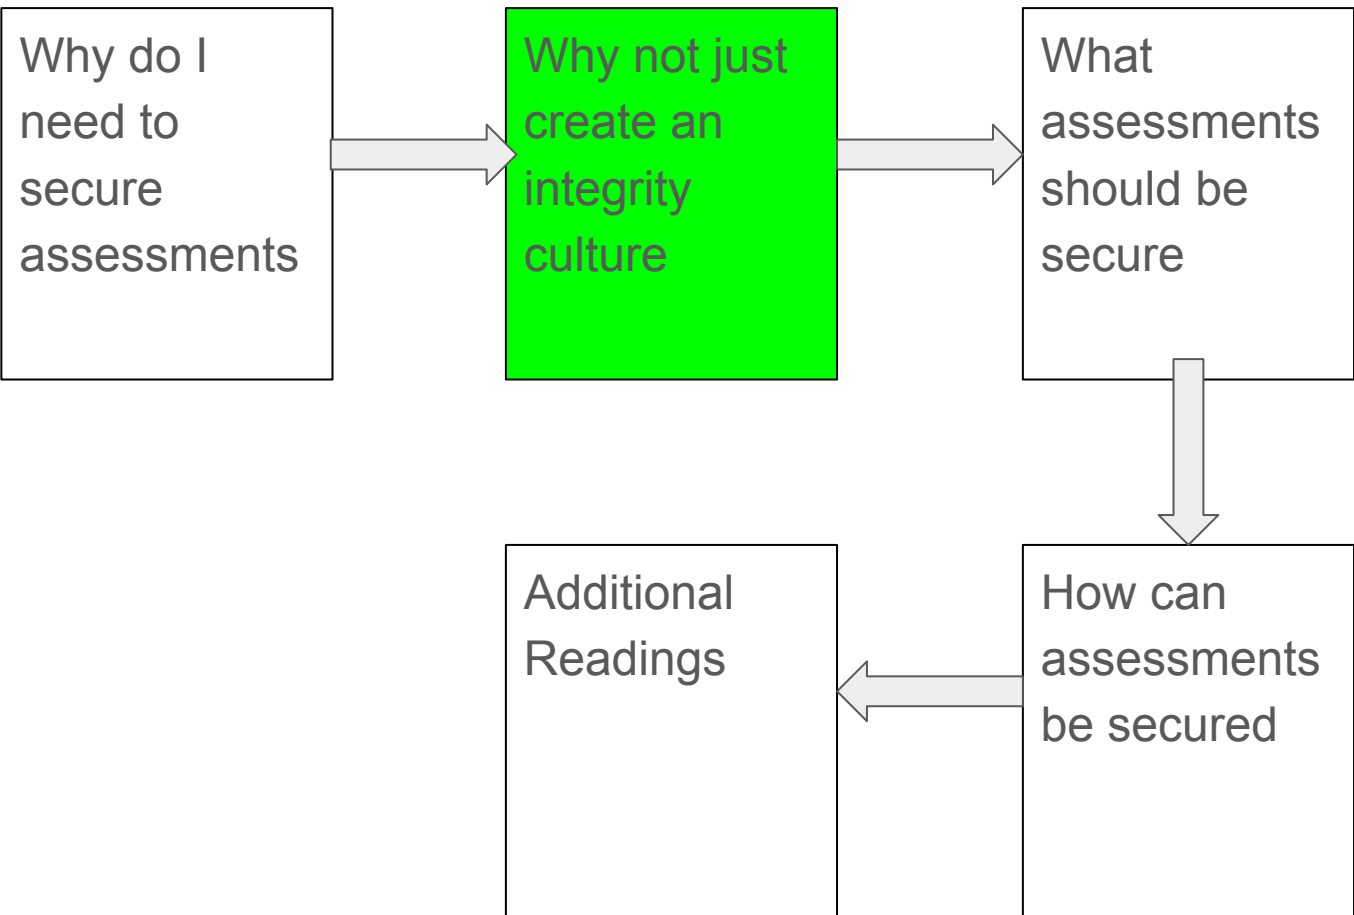 Why do I
need to
secure
assessments
Why not just
create an
integrity
culture
What
assessments
should be
secure
How can
assessments
be secured
Additional
Readings